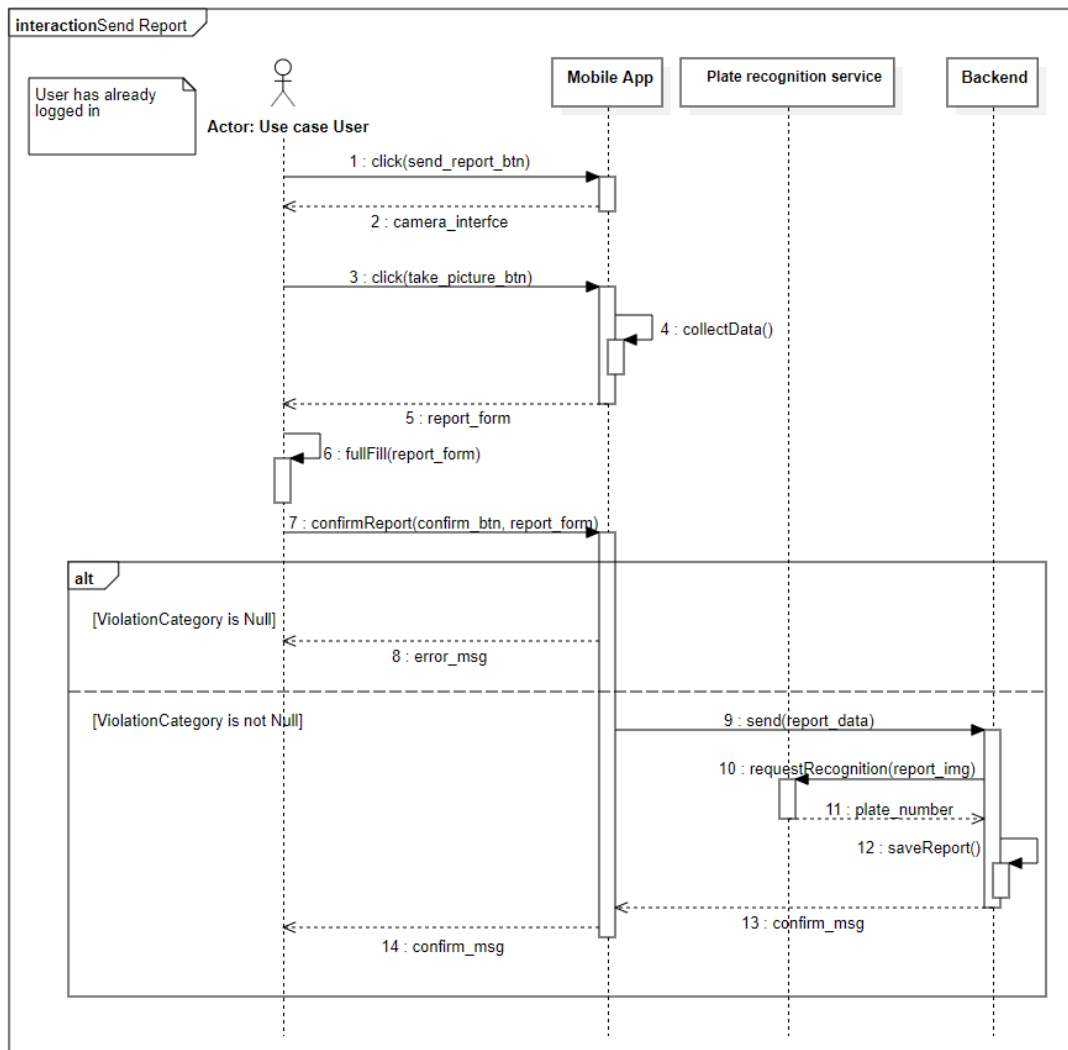 interactionSend Report
User has already
logged in
Actor: Use case User
Mobile App
Plate recognition service
Backend
1 : click(send_report_btn)
2 : camera_interfce
3 : click(take_picture_btn)
4 : collectData()
5 : report_form
6 : fullFill(report_form)
7 : confirmReport(confirm_btn, report_form)
alt
[ViolationCategory is Null]
8 : error_msg
[ViolationCategory is not Null]
9 : send(report_data)
10 : requestRecognition(report_img)
11 : plate_number
12 : saveReport()
13 : confirm_msg
14 : confirm_msg